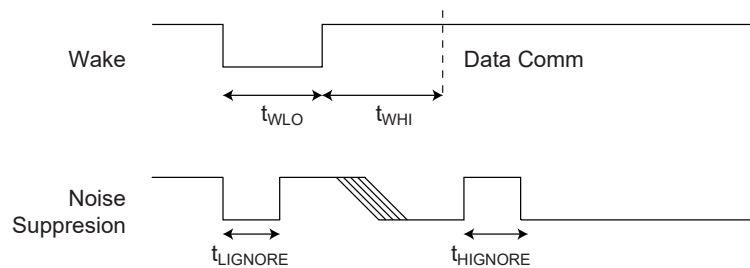 Wake
Data Comm
tWLO
tWHI
Noise
Suppresion
tLIGNORE
tHIGNORE